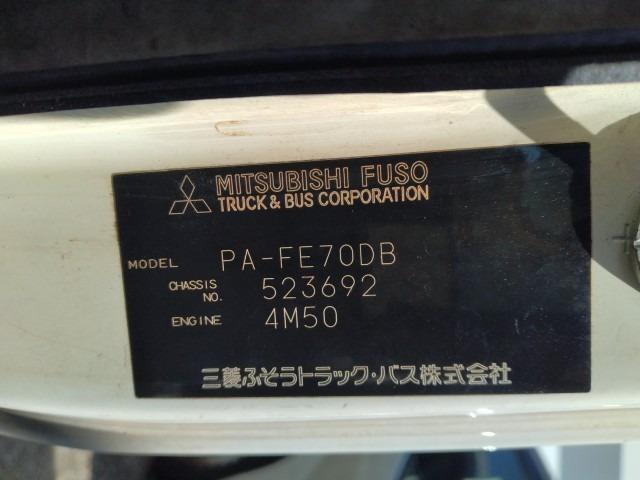 MITSUBISHI FUSO
TRUCK & BUS CORPORATION
MODEL PA-FE70DB
CHASSIS NO. 523692
ENGINE 4M50
三菱ふそうトラック・バス株式会社